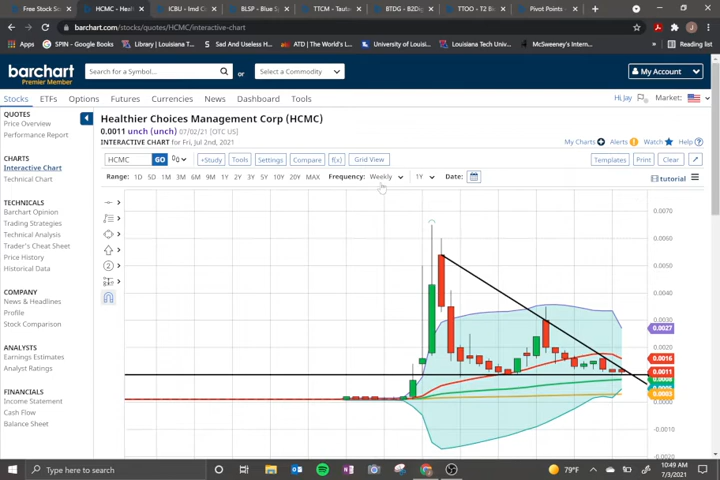 Free Stock Sc
HCMC - Heal
ICBU - Imd Co
BLSP - Blue S
TTCM - Tautac
BTDG - B2Dig
TTOO - T2 Bi
Pivot Points -
barchart.com/stocks/quotes/HCMC/interactive-chart
Apps
SPIN - Google Books
Library | Louisiana T...
Sad And Useless H...
ATD | The World's L...
University of Louisi...
Louisiana Tech Univ...
McSweeney's Intern...
Reading list
barchart
Premier Member
Search for a Symbol...
or
Select a Commodity
My Account
Stocks
ETFs
Options
Futures
Currencies
News
Dashboard
Tools
Hi Jay
Market:
QUOTES
Price Overview
Performance Report
CHARTS
Interactive Chart
Technical Chart
TECHNICALS
Barchart Opinion
Trading Strategies
Technical Analysis
Trader's Cheat Sheet
Price History
Historical Data
COMPANY
News & Headlines
Profile
Stock Comparison
ANALYSTS
Earnings Estimates
Analyst Ratings
FINANCIALS
Income Statement
Cash Flow
Balance Sheet
Healthier Choices Management Corp (HCMC)
0.0011 unch (unch) 07/02/21 (OTC US)
INTERACTIVE CHART for Fri, Jul 2nd, 2021
My Charts
Alerts
Watch
Help
HCMC
GO
+Study
Tools
Settings
Compare
f(x)
Grid View
Templates
Print
Clear
Range: 1D 5D 1M 3M 6M 9M 1Y 2Y 3Y 5Y 10Y 20Y MAX
Frequency: Weekly
1Y
Date:
tutorial
0.0070
0.0060
0.0050
0.0040
0.0030
0.0027
0.0020
0.0016
0.0011
0.0008
0.0003
0.0000
-0.0010
-0.0020
Type here to search
79°F
10:49 AM
7/3/2021